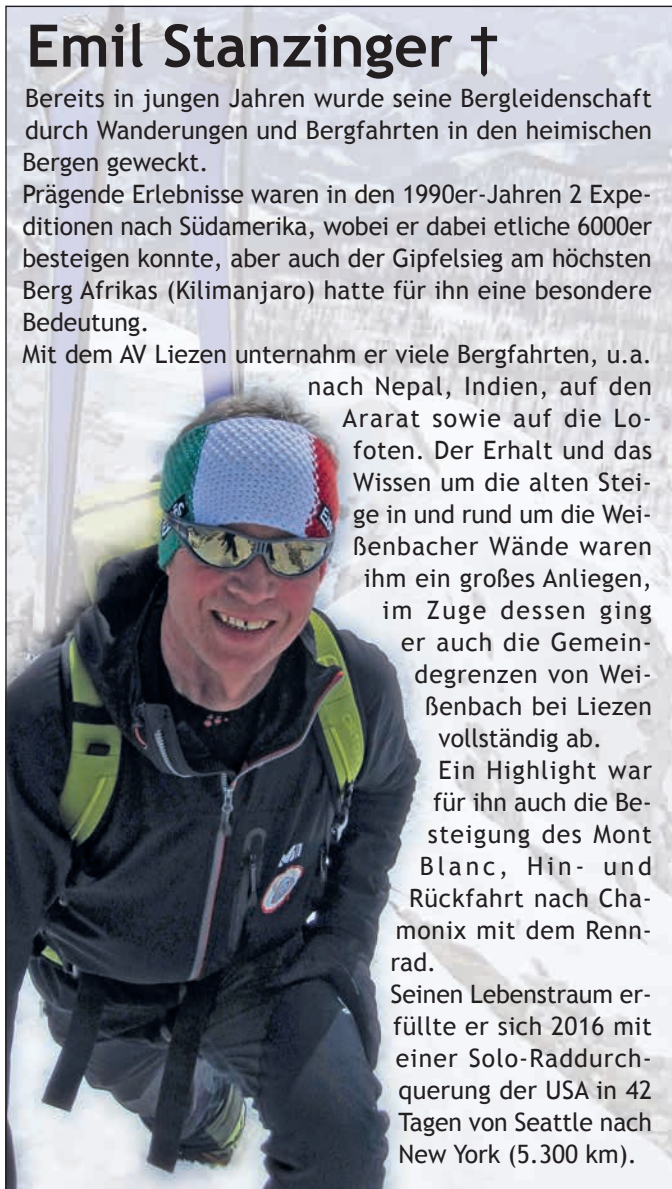 Emil Stanzinger †
Bereits in jungen Jahren wurde seine Bergleidenschaft
durch Wanderungen und Bergfahrten in den heimischen
Bergen geweckt.
Prägende Erlebnisse waren in den 1990er-Jahren 2 Expe-
ditionen nach Südamerika, wobei er dabei etliche 6000er
besteigen konnte, aber auch der Gipfelsieg am höchsten
Berg Afrikas (Kilimanjaro) hatte für ihn eine besondere
Bedeutung.
Mit dem AV Liezen unternahm er viele Bergfahrten, u.a.
nach Nepal, Indien, auf den
Ararat sowie auf die Lo-
foten. Der Erhalt und das
Wissen um die alten Stei-
ge in und rund um die Wei-
ßenbacher Wände waren
ihm ein großes Anliegen,
im Zuge dessen ging
er auch die Gemein-
degrenzen von Wei-
ßenbach bei Liezen
vollständig ab.
Ein Highlight war
für ihn auch die Be-
steigung des Mont
Blanc, Hin- und
Rückfahrt nach Cha-
monix mit dem Renn-
rad.
Seinen Lebenstraum er-
füllte er sich 2016 mit
einer Solo-Raddurch-
querung der USA in 42
Tagen von Seattle nach
New York (5.300 km).